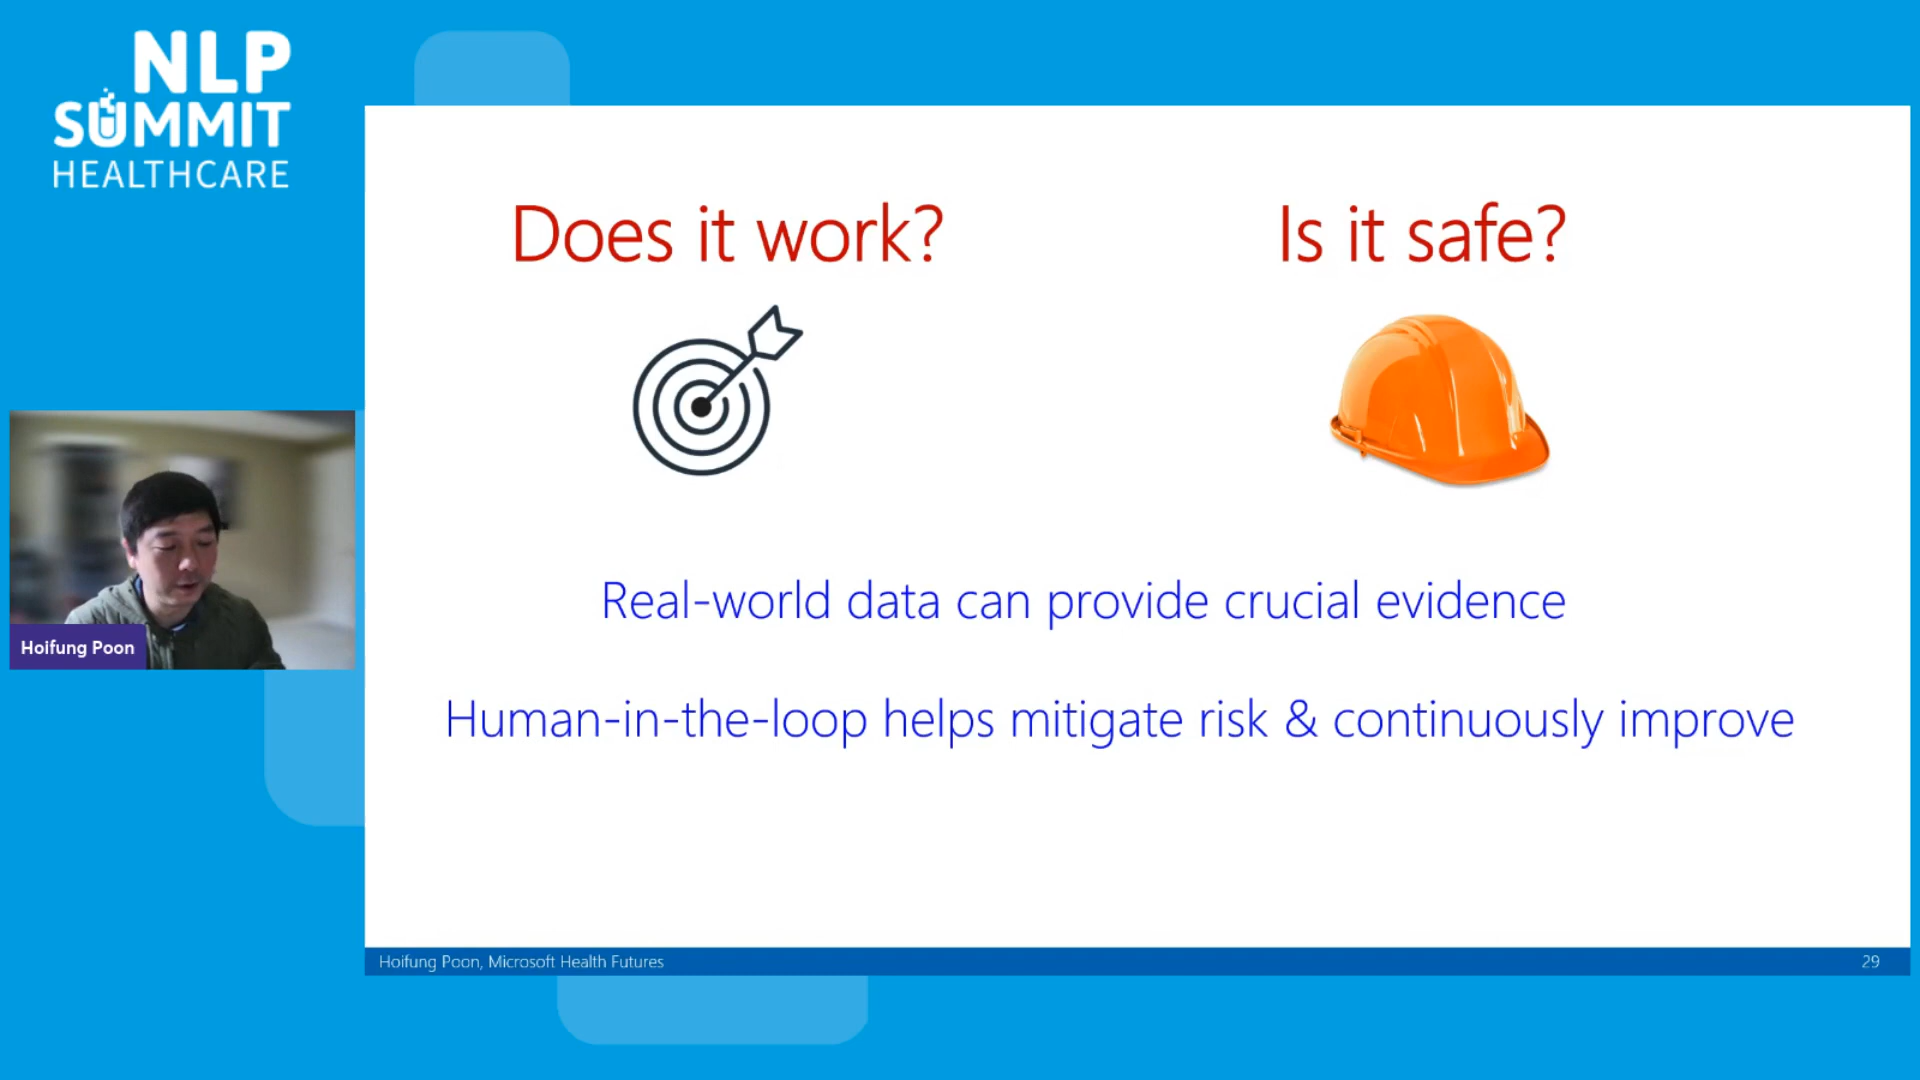 NLP
SUMMIT
HEALTHCARE
Does it work?
Is it safe?
Real-world data can provide crucial evidence
Human-in-the-loop helps mitigate risk & continuously improve
Hoifung Poon
Hoifung Poon, Microsoft Health Futures
29